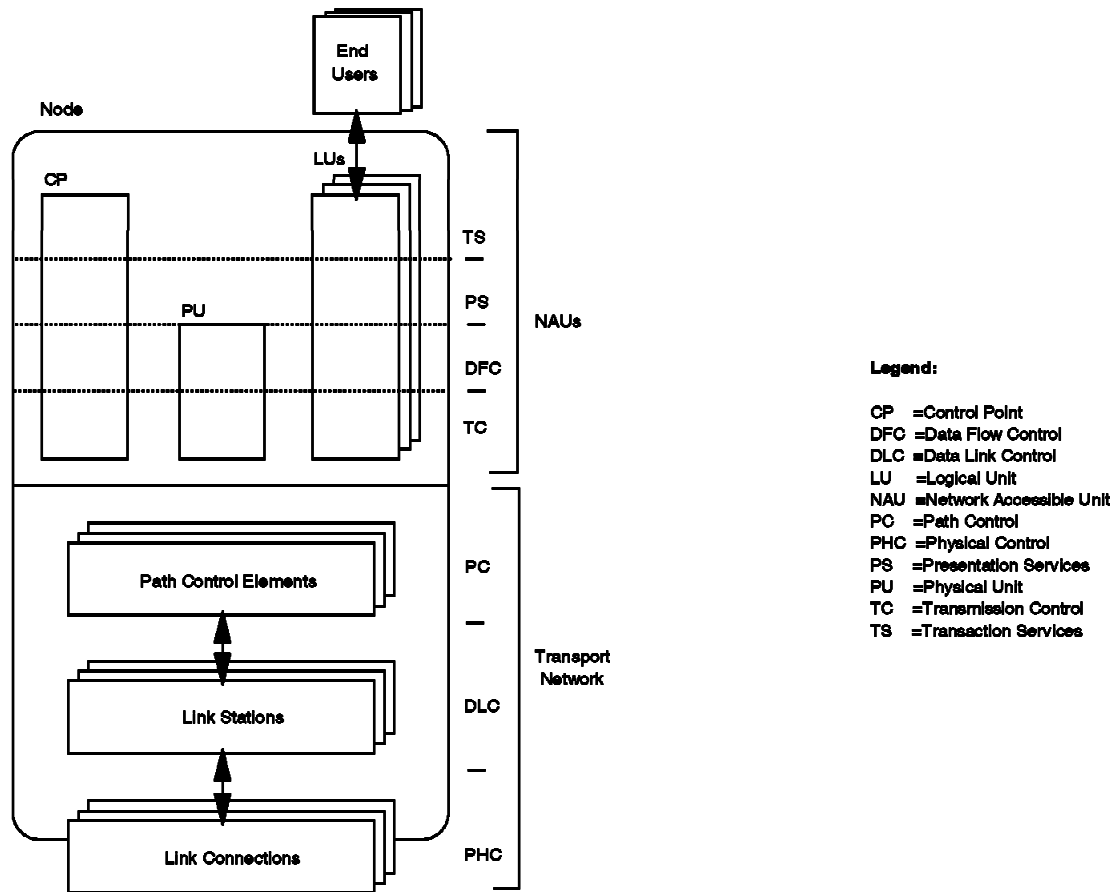 End
Users
Node
LUs
CP
TS
PS
PU
NAUs
DFC
TC
Path Control Elements
PC
Transport
Network
Link Stations
DLC
Link Connections
PHC
Legend:
CP =Control Point
DFC =Data Flow Control
DLC =Data Link Control
LU =Logical Unit
NAU =Network Accessible Unit
PC =Path Control
PHC =Physical Control
PS =Presentation Services
PU =Physical Unit
TC =Transmission Control
TS =Transaction Services